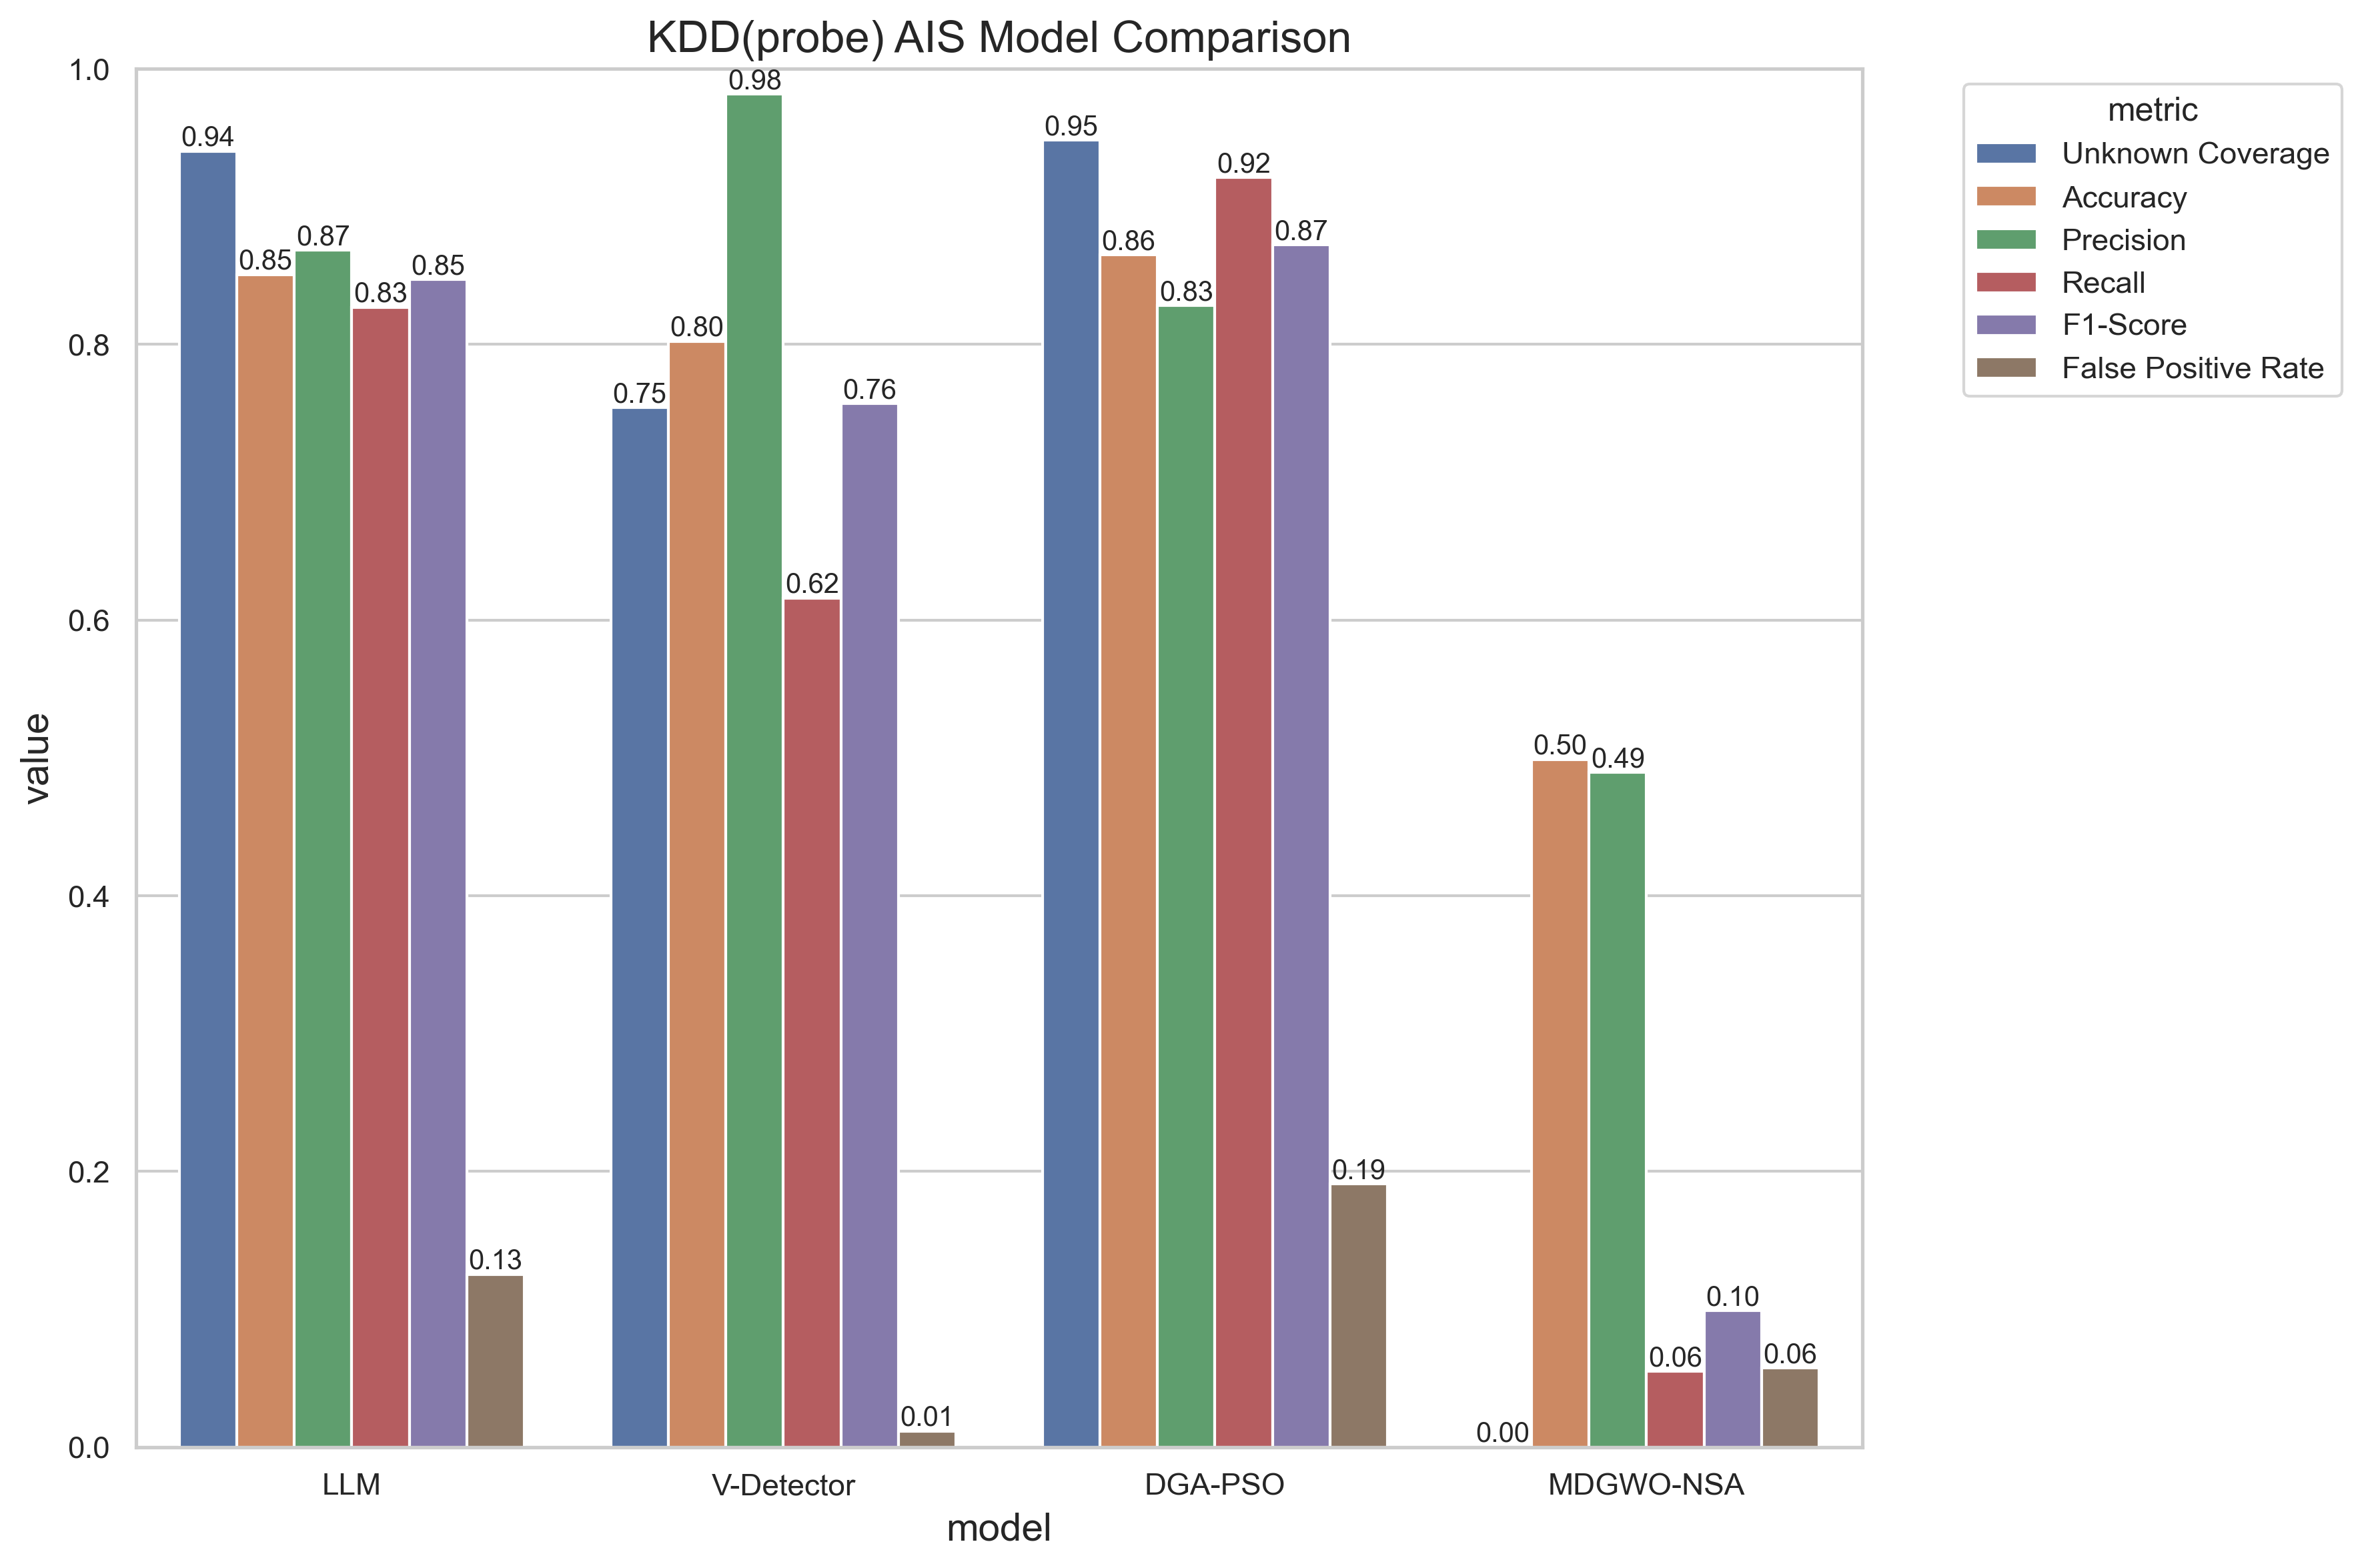 KDD(probe) AIS Model Comparison
1.0
0.8
0.6
0.4
0.2
0.0
value
0.94
0.85
0.87
0.83
0.85
0.13
0.75
0.80
0.98
0.62
0.76
0.01
0.95
0.86
0.83
0.92
0.87
0.19
0.00
0.50
0.49
0.06
0.10
0.06
LLM
V-Detector
DGA-PSO
MDGWO-NSA
model
metric
Unknown Coverage
Accuracy
Precision
Recall
F1-Score
False Positive Rate